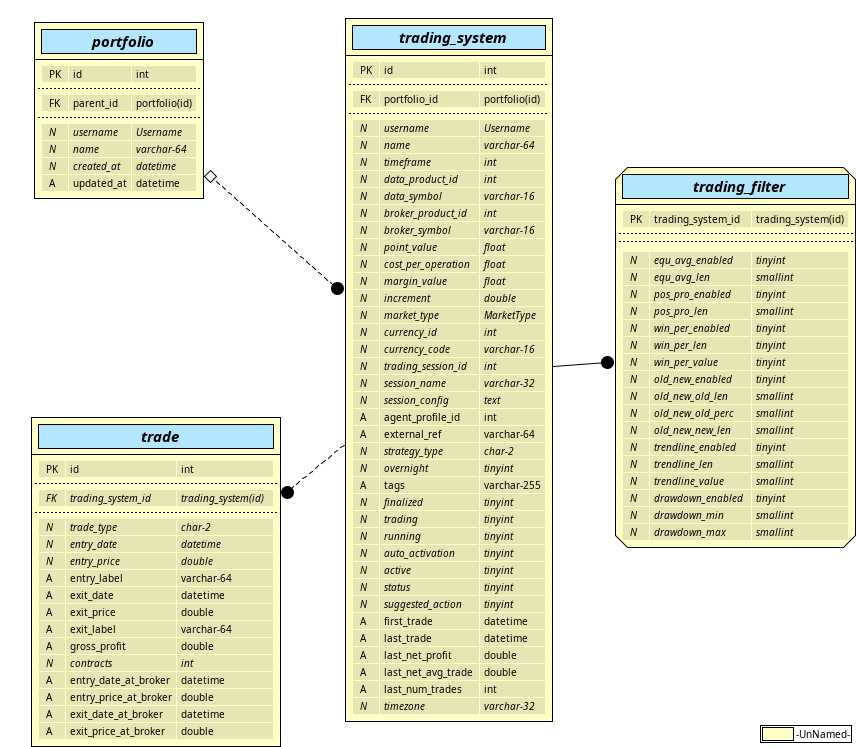 portfolio
PK id int
FK parent_id portfolio(id)
N username Username
N name varchar-64
N created_at datetime
A updated_at datetime
trading_system
PK id int
FK portfolio_id portfolio(id)
N username Username
N name varchar-64
N timeframe int
N data_product_id int
N data_symbol varchar-16
N broker_product_id int
N broker_symbol varchar-16
N point_value float
N cost_per_operation float
N margin_value float
N increment double
N market_type MarketType
N currency_id int
N currency_code varchar-16
N trading_session_id int
N session_name varchar-32
N session_config text
A agent_profile_id int
A external_ref varchar-64
N strategy_type char-2
N overnight tinyint
A tags varchar-255
N finalized tinyint
N trading tinyint
N running tinyint
N auto_activation tinyint
N active tinyint
N status tinyint
N suggested_action tinyint
A first_trade datetime
A last_trade datetime
A last_net_profit double
A last_net_avg_trade double
A last_num_trades int
N timezone varchar-32
trading_filter
PK trading_system_id trading_system(id)
N equ_avg_enabled tinyint
N equ_avg_len smallint
N pos_pro_enabled tinyint
N pos_pro_len smallint
N win_per_enabled tinyint
N win_per_len tinyint
N win_per_value tinyint
N old_new_enabled tinyint
N old_new_old_len smallint
N old_new_old_perc smallint
N old_new_new_len smallint
N trendline_enabled tinyint
N trendline_len smallint
N trendline_value smallint
N drawdown_enabled tinyint
N drawdown_min smallint
N drawdown_max smallint
trade
PK id int
FK trading_system_id trading_system(id)
N trade_type char-2
N entry_date datetime
N entry_price double
A entry_label varchar-64
A exit_date datetime
A exit_price double
A exit_label varchar-64
A gross_profit double
N contracts int
A entry_date_at_broker datetime
A entry_price_at_broker double
A exit_date_at_broker datetime
A exit_price_at_broker double
-UnNamed-